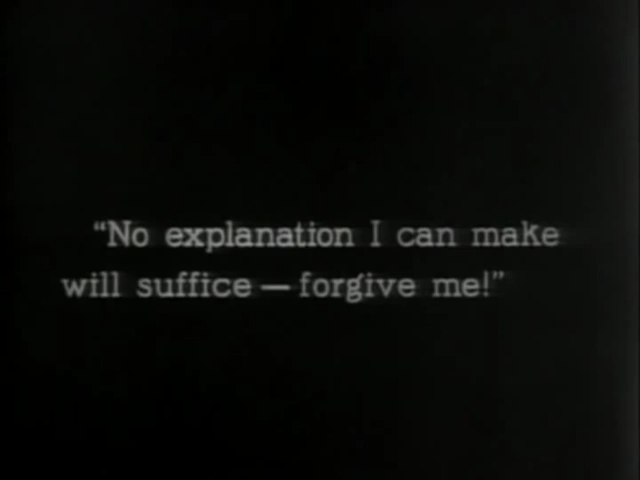 “No explanation I can make
will suffice — forgive me!”